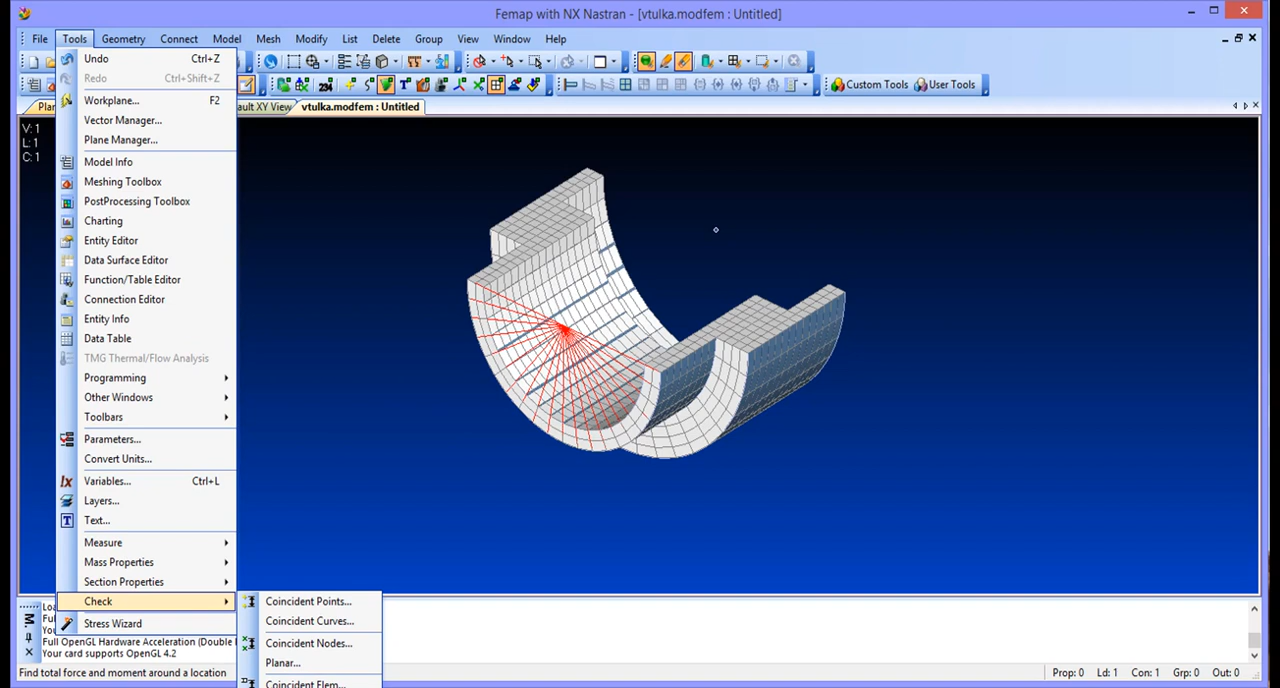 Femap with NX Nastran - [vtulka.modfem : Untitled]
File Tools Geometry Connect Mesh Model Modify List Delete Group View Window Help
Undo Ctrl+Z
Redo Ctrl+Shift+Z
Custom Tools User Tools
Plan
ault XY View
vtulka.modfem : Untitled
Workplane... F2
Vector Manager...
Plane Manager...
V: 1
L: 1
C: 1
Model Info
Meshing Toolbox
PostProcessing Toolbox
Charting
Entity Editor
Data Surface Editor
Function/Table Editor
Connection Editor
Entity Info
Data Table
TMG Thermal/Flow Analysis
Programming
Other Windows
Toolbars
Parameters...
Convert Units...
Variables... Ctrl+L
Layers...
Text...
Measure
Mass Properties
Section Properties
Check
Stress Wizard
Coincident Points...
Coincident Curves...
Coincident Nodes...
Planar...
Coincident Elem...
Loa
Ful
You
Full OpenGL Hardware Acceleration (Double B
Your card supports OpenGL 4.2
Find total force and moment around a location
Prop: 0 Ld: 1 Con: 1 Grp: 0 Out: 0